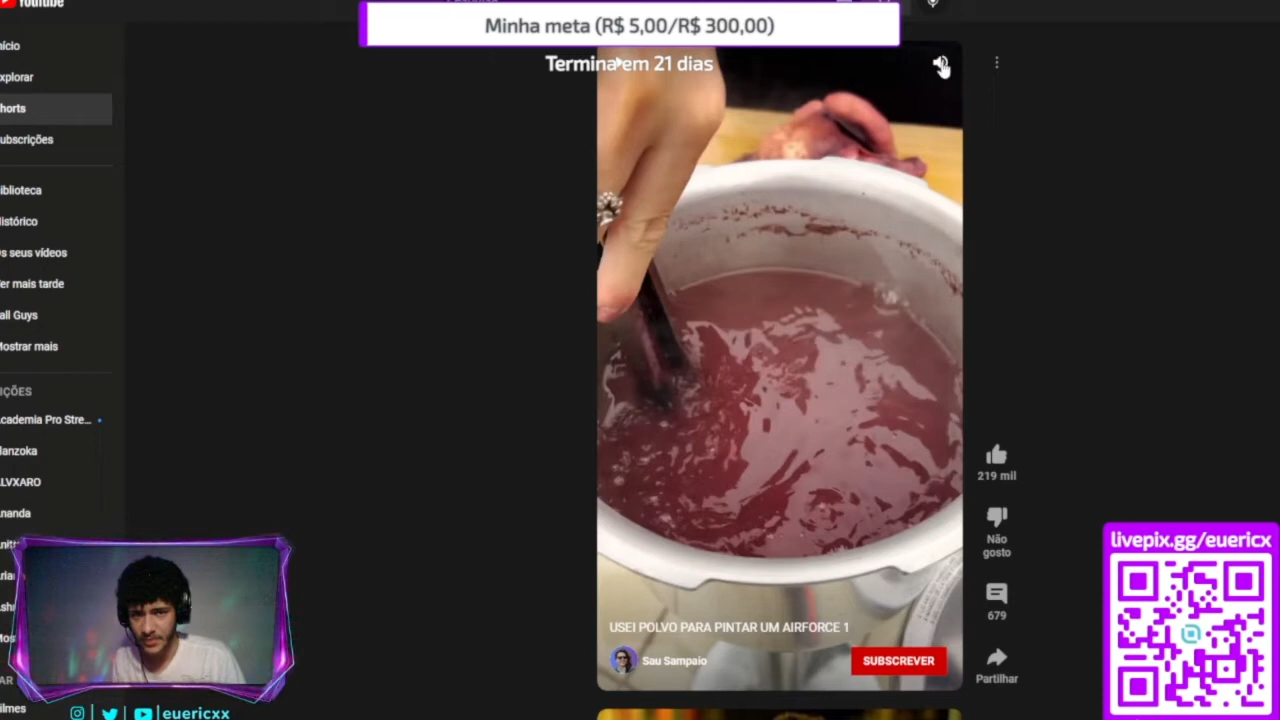 YouTube
Minha meta (R$ 5,00/R$ 300,00)
Termina em 21 dias
nício
xplorar
horts
ubscrições
iblioteca
istórico
s seus vídeos
er mais tarde
all Guys
Mostrar mais
IÇÕES
cademia Pro Stre...
anzoka
LVXARO
nanda
219 mil
Não
gosto
679
Partilhar
USEI POLVO PARA PINTAR UM AIRFORCE 1
Sau Sampaio
SUBSCREVER
livepix.gg/euericx
euericxx
ilmes